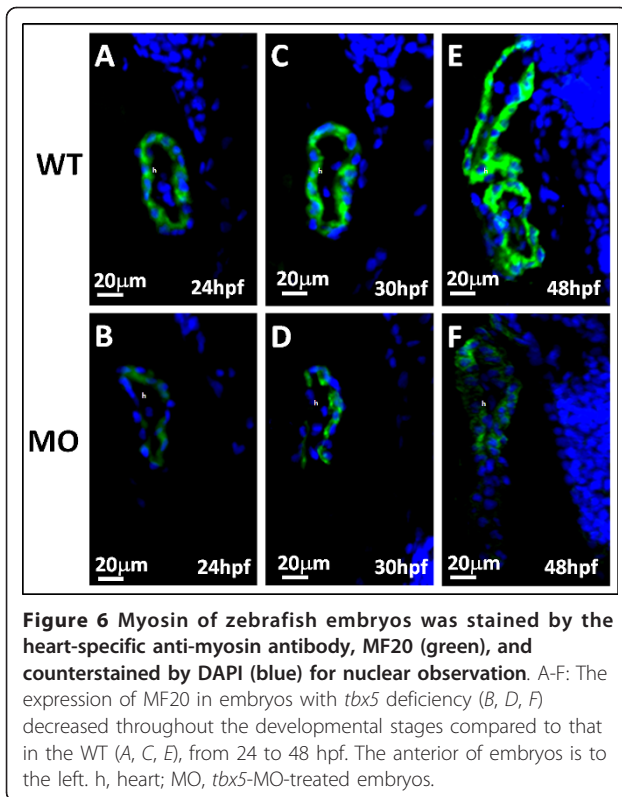 A
C
E
WT
h
h
h
20μm
24hpf
20μm
30hpf
20μm
48hpf
B
D
F
MO
h
h
h
20μm
24hpf
20μm
30hpf
20μm
48hpf
Figure 6 Myosin of zebrafish embryos was stained by the
heart-specific anti-myosin antibody, MF20 (green), and
counterstained by DAPI (blue) for nuclear observation. A-F: The
expression of MF20 in embryos with tbx5 deficiency (B, D, F)
decreased throughout the developmental stages compared to that
in the WT (A, C, E), from 24 to 48 hpf. The anterior of embryos is to
the left. h, heart; MO, tbx5-MO-treated embryos.